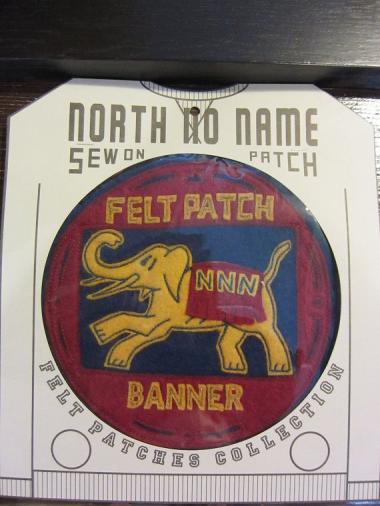 NORTH NO NAME
SEW ON PATCH
FELT PATCH
NNN
BANNER
FELT PATCHES COLLECTION